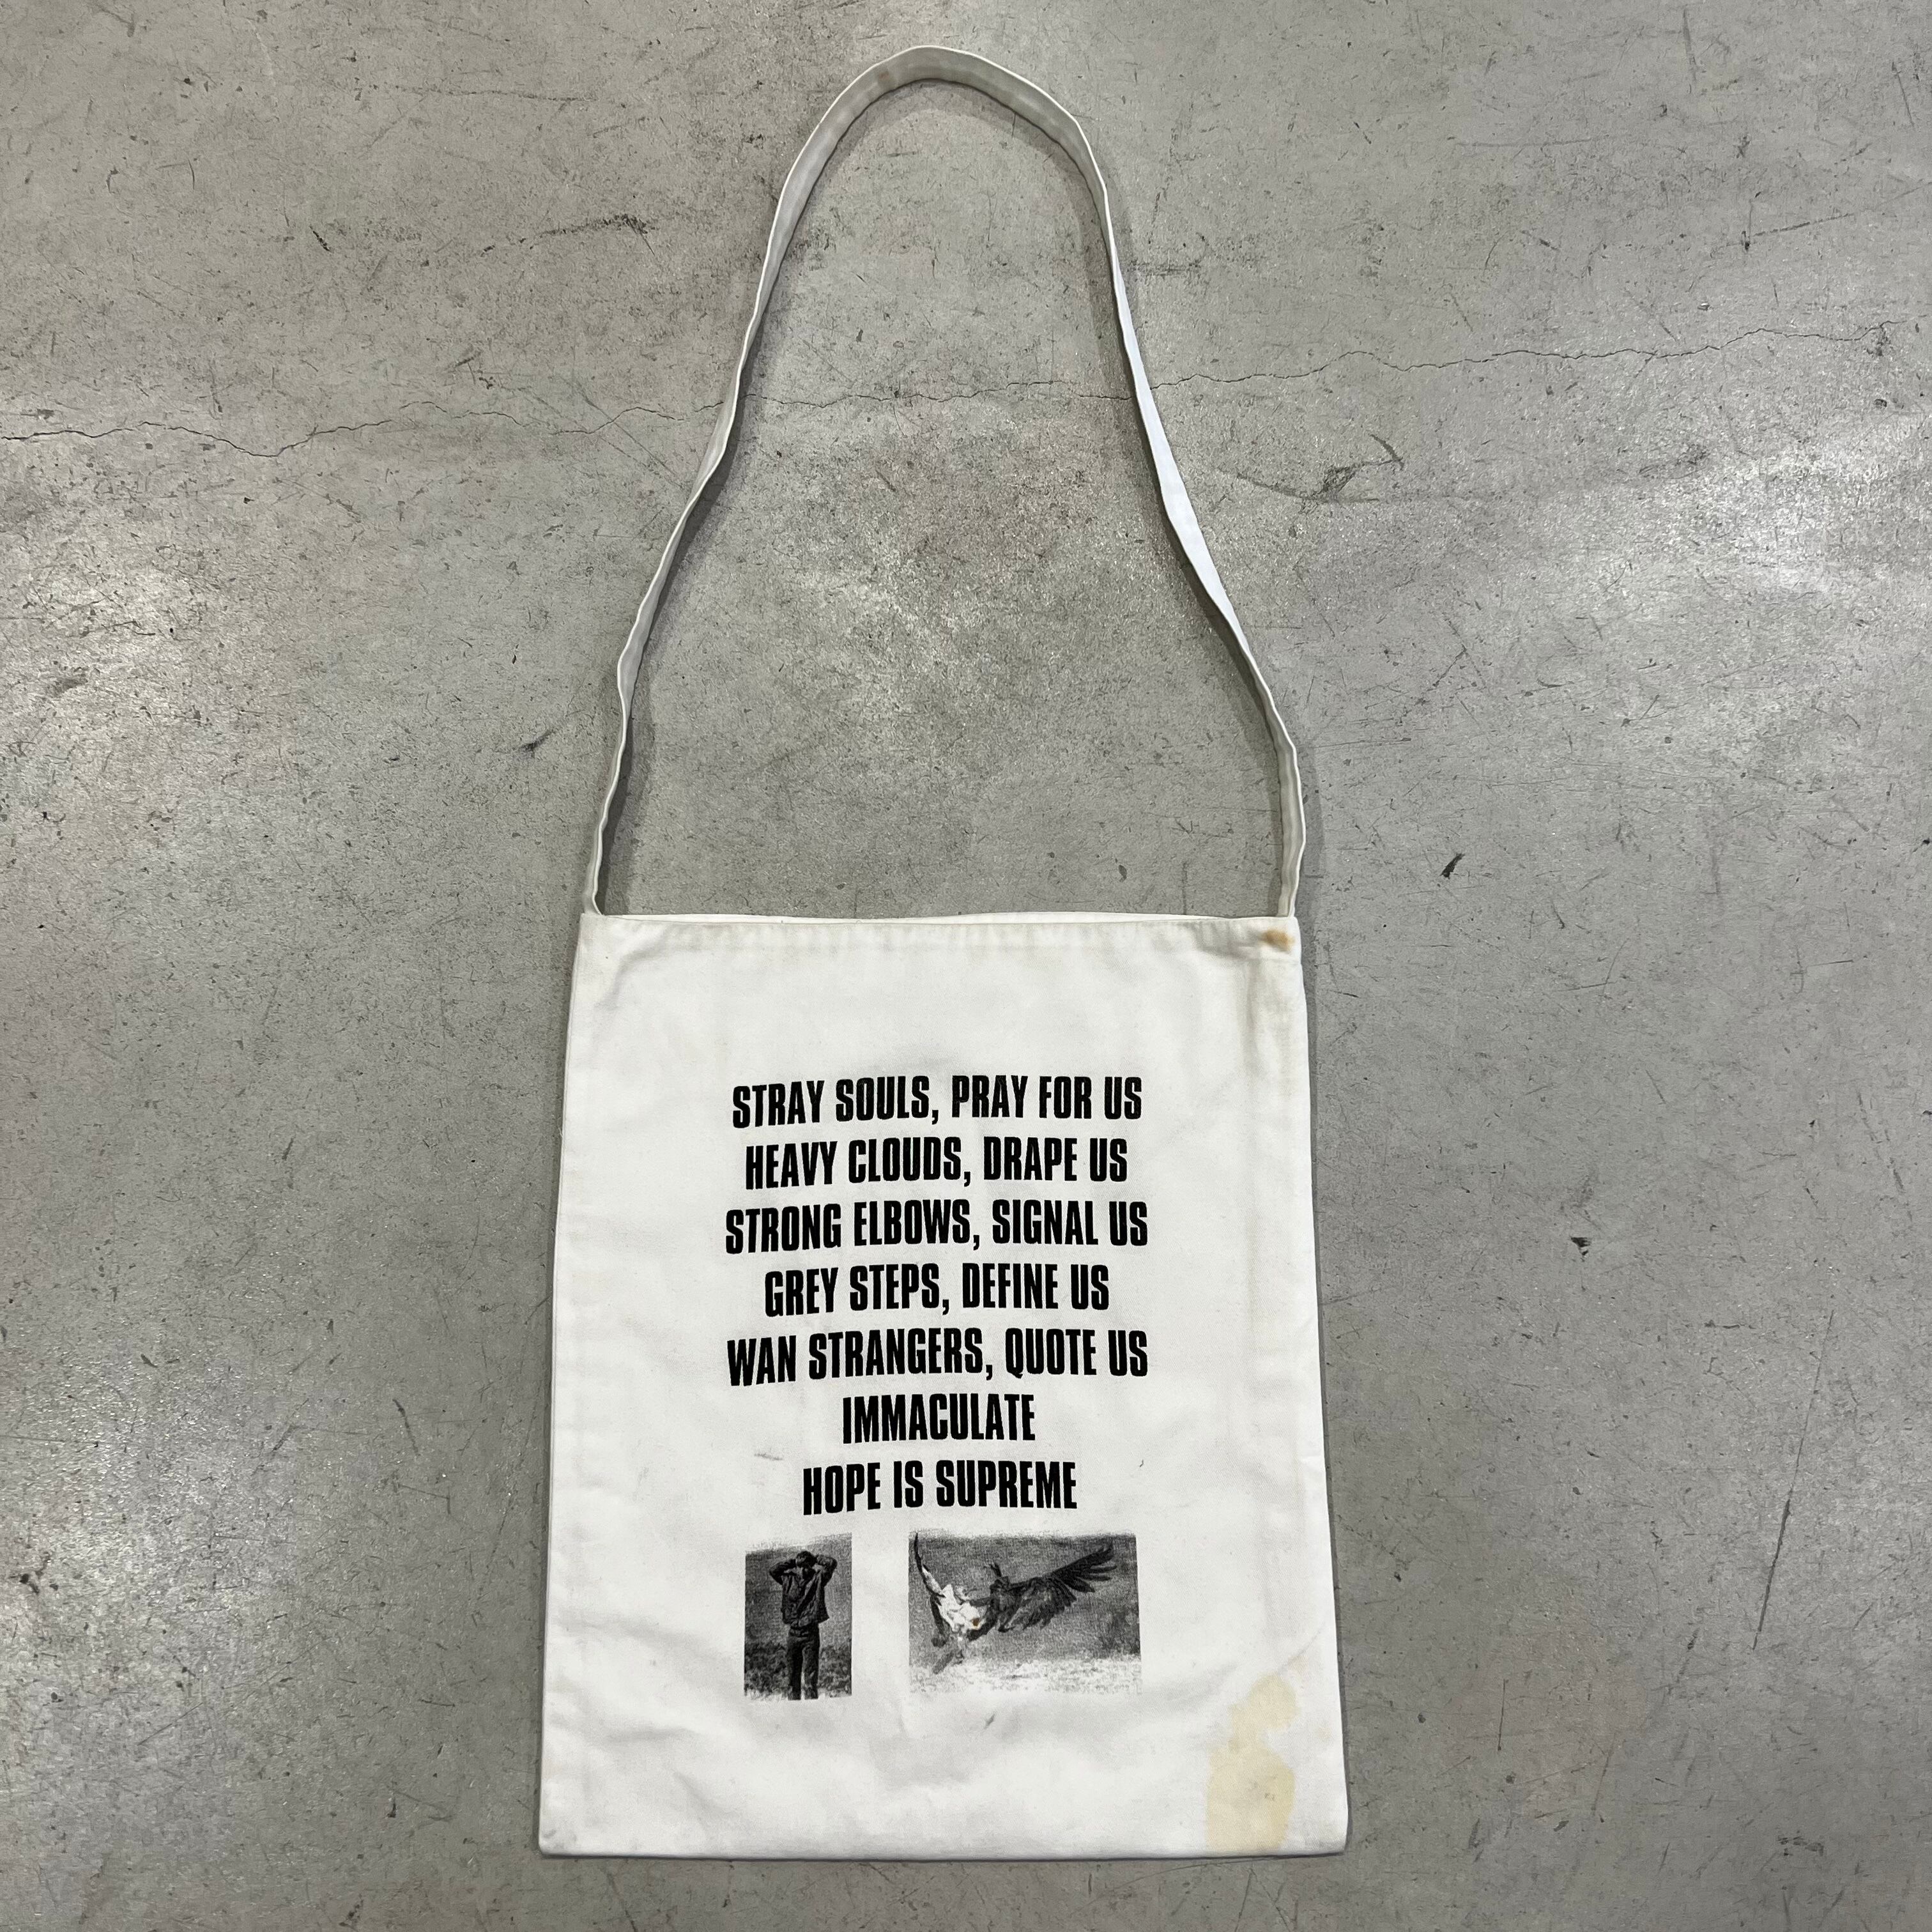 STRAY SOULS, PRAY FOR US
HEAVY CLOUDS, DRAPE US
STRONG ELBOWS, SIGNAL US
GREY STEPS, DEFINE US
WAN STRANGERS, QUOTE US
IMMACULATE
HOPE IS SUPREME